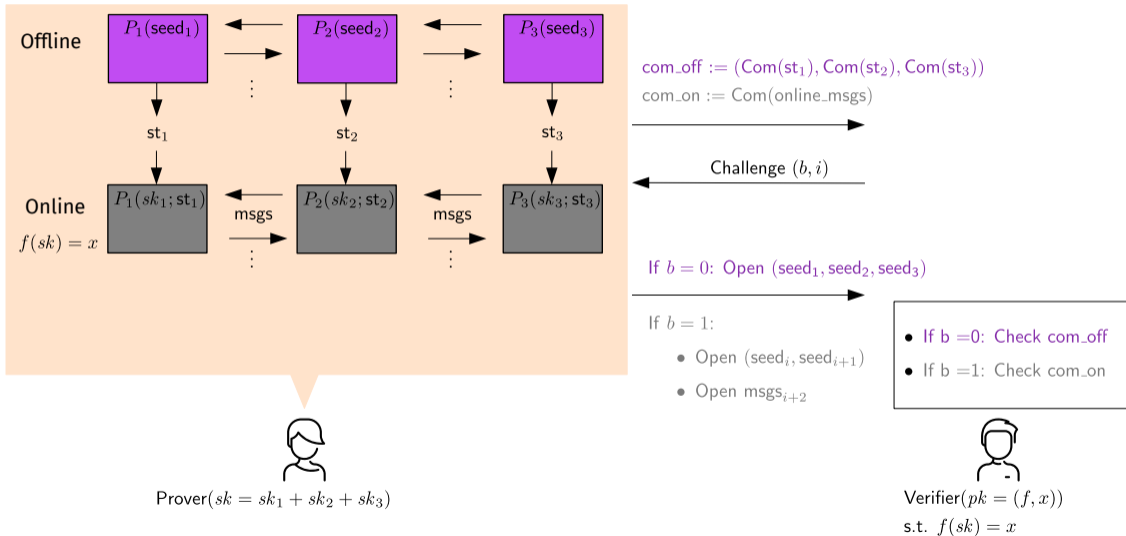 Offline
P₁(seed₁)
P₂(seed₂)
P₃(seed₃)
⋮
⋮
st₁
st₂
st₃
com_off := (Com(st₁), Com(st₂), Com(st₃))
com_on := Com(online_msgs)
Challenge (b, i)
Online
f(sk) = x
P₁(sk₁; st₁)
P₂(sk₂; st₂)
P₃(sk₃; st₃)
msgs
msgs
⋮
⋮
If b = 0: Open (seed₁, seed₂, seed₃)
If b = 1:
• Open (seedᵢ, seedᵢ₊₁)
• Open msgsᵢ₊₂
• If b =0: Check com_off
• If b =1: Check com_on
Prover(sk = sk₁ + sk₂ + sk₃)
Verifier(pk = (f, x))
s.t. f(sk) = x